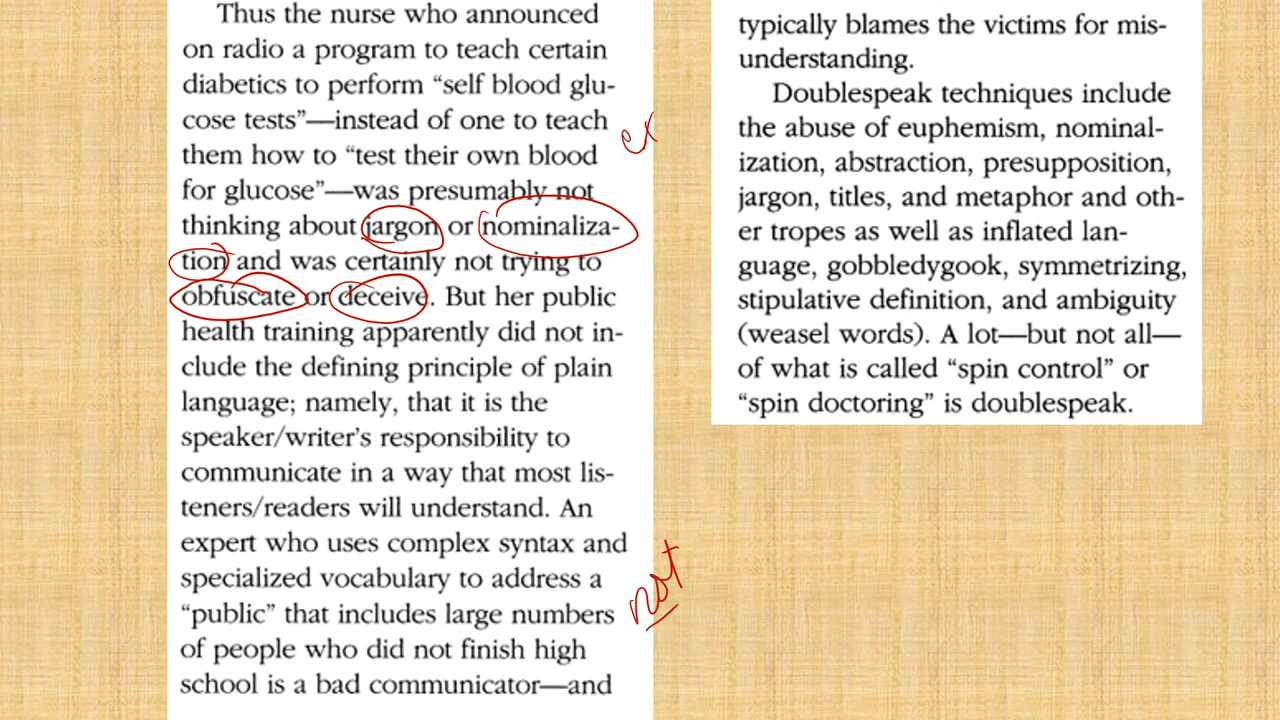 Thus the nurse who announced
on radio a program to teach certain
diabetics to perform “self blood glu-
cose tests”—instead of one to teach
them how to “test their own blood
for glucose”—was presumably not
thinking about jargon or nominaliza-
tion and was certainly not trying to
obfuscate or deceive. But her public
health training apparently did not in-
clude the defining principle of plain
language; namely, that it is the
speaker/writer’s responsibility to
communicate in a way that most lis-
teners/readers will understand. An
expert who uses complex syntax and
specialized vocabulary to address a
“public” that includes large numbers
of people who did not finish high
school is a bad communicator—and
ex
not
typically blames the victims for mis-
understanding.
Doublespeak techniques include
the abuse of euphemism, nominal-
ization, abstraction, presupposition,
jargon, titles, and metaphor and oth-
er tropes as well as inflated lan-
guage, gobbledygook, symmetrizing,
stipulative definition, and ambiguity
(weasel words). A lot—but not all—
of what is called “spin control” or
“spin doctoring” is doublespeak.